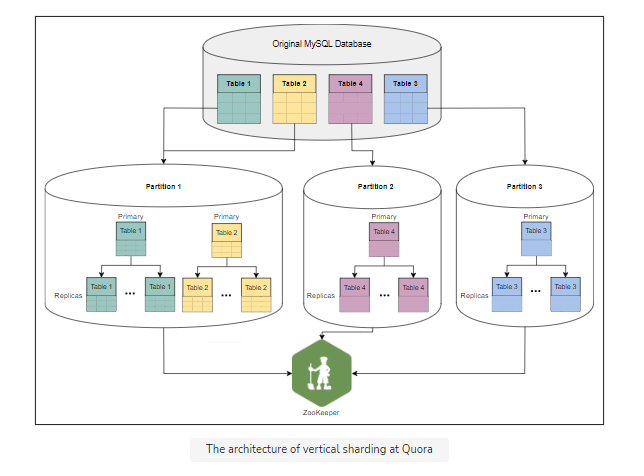 Original MySQL Database
Table 1 Table 2 Table 4 Table 3
Partition 1 Partition 2 Partition 3
Primary Primary Primary Primary
Table 1 Table 2 Table 4 Table 3
Replicas Table 1 ... Table 1 Table 2 ... Table 2 Replicas Table 4 ... Table 4 Replicas Table 3 ... Table 3
ZooKeeper
The architecture of vertical sharding at Quora